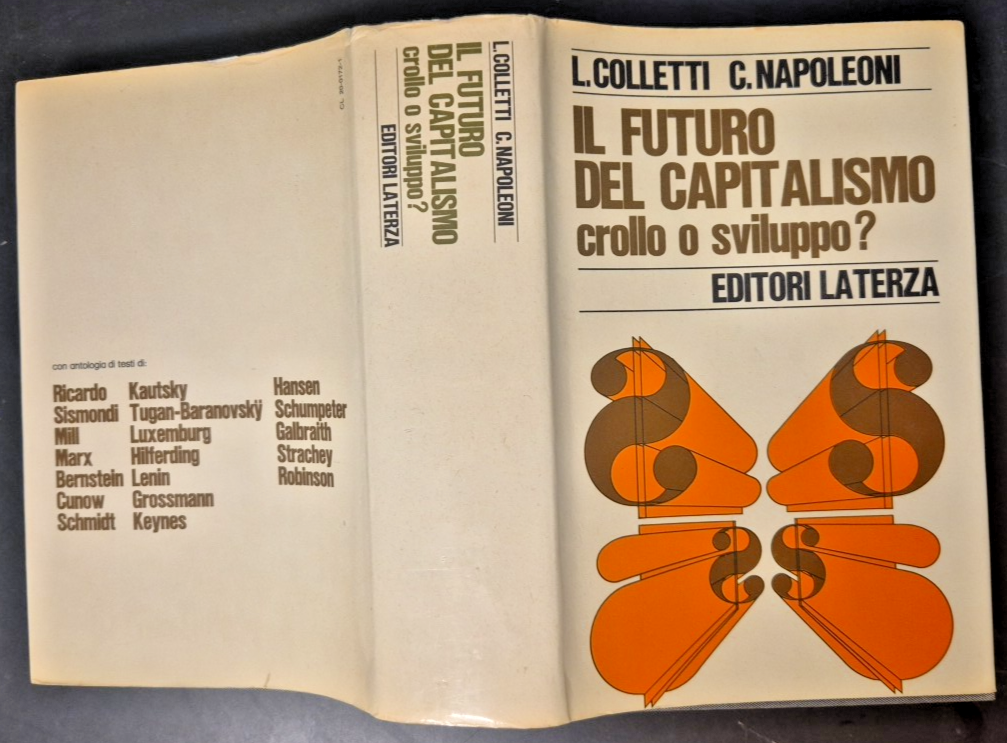 L. COLLETTI C. NAPOLEONI
IL FUTURO
DEL CAPITALISMO
crollo o sviluppo?
EDITORI LATERZA
L. COLLETTI C. NAPOLEONI
IL FUTURO
DEL CAPITALISMO
crollo o sviluppo?
EDITORI LATERZA
con antologia di testi di:
Ricardo
Sismondi
Mill
Marx
Bernstein
Cunow
Schmidt
Kautsky
Tugan-Baranovskÿ
Luxemburg
Hilferding
Lenin
Grossmann
Keynes
Hansen
Schumpeter
Galbraith
Strachey
Robinson